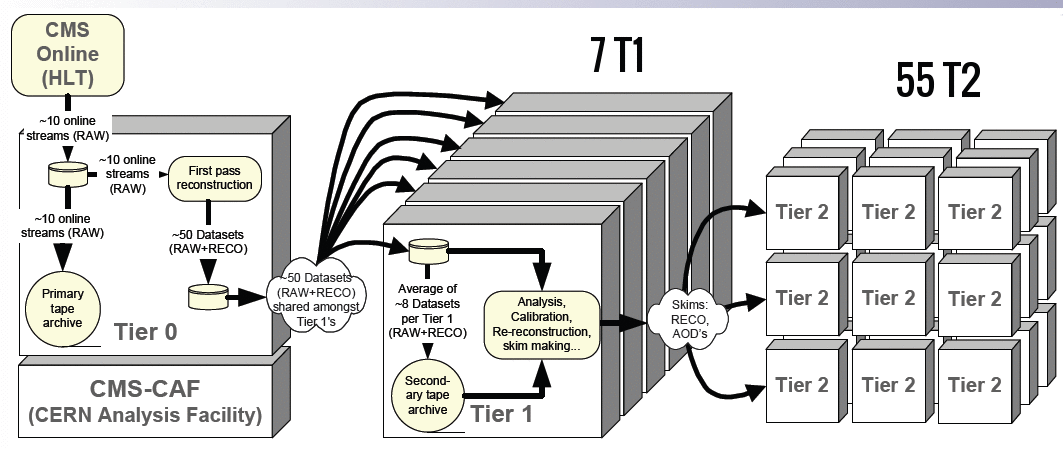 CMS
Online
(HLT)
~10 online
streams (RAW)
~10 online
streams
(RAW)
First pass
reconstruction
~10 online
streams (RAW)
~50 Datasets
(RAW+RECO)
Primary
tape
archive
Tier 0
CMS-CAF
(CERN Analysis Facility)
~50 Datasets
(RAW+RECO)
shared amongst
Tier 1's
7 T1
Average of
~8 Datasets
per Tier 1
(RAW+RECO)
Analysis,
Calibration,
Re-reconstruction,
skim making...
Second-
ary tape
archive
Tier 1
Skims:
RECO,
AOD's
55 T2
Tier 2 Tier 2 Tier 2
Tier 2 Tier 2 Tier 2
Tier 2 Tier 2 Tier 2